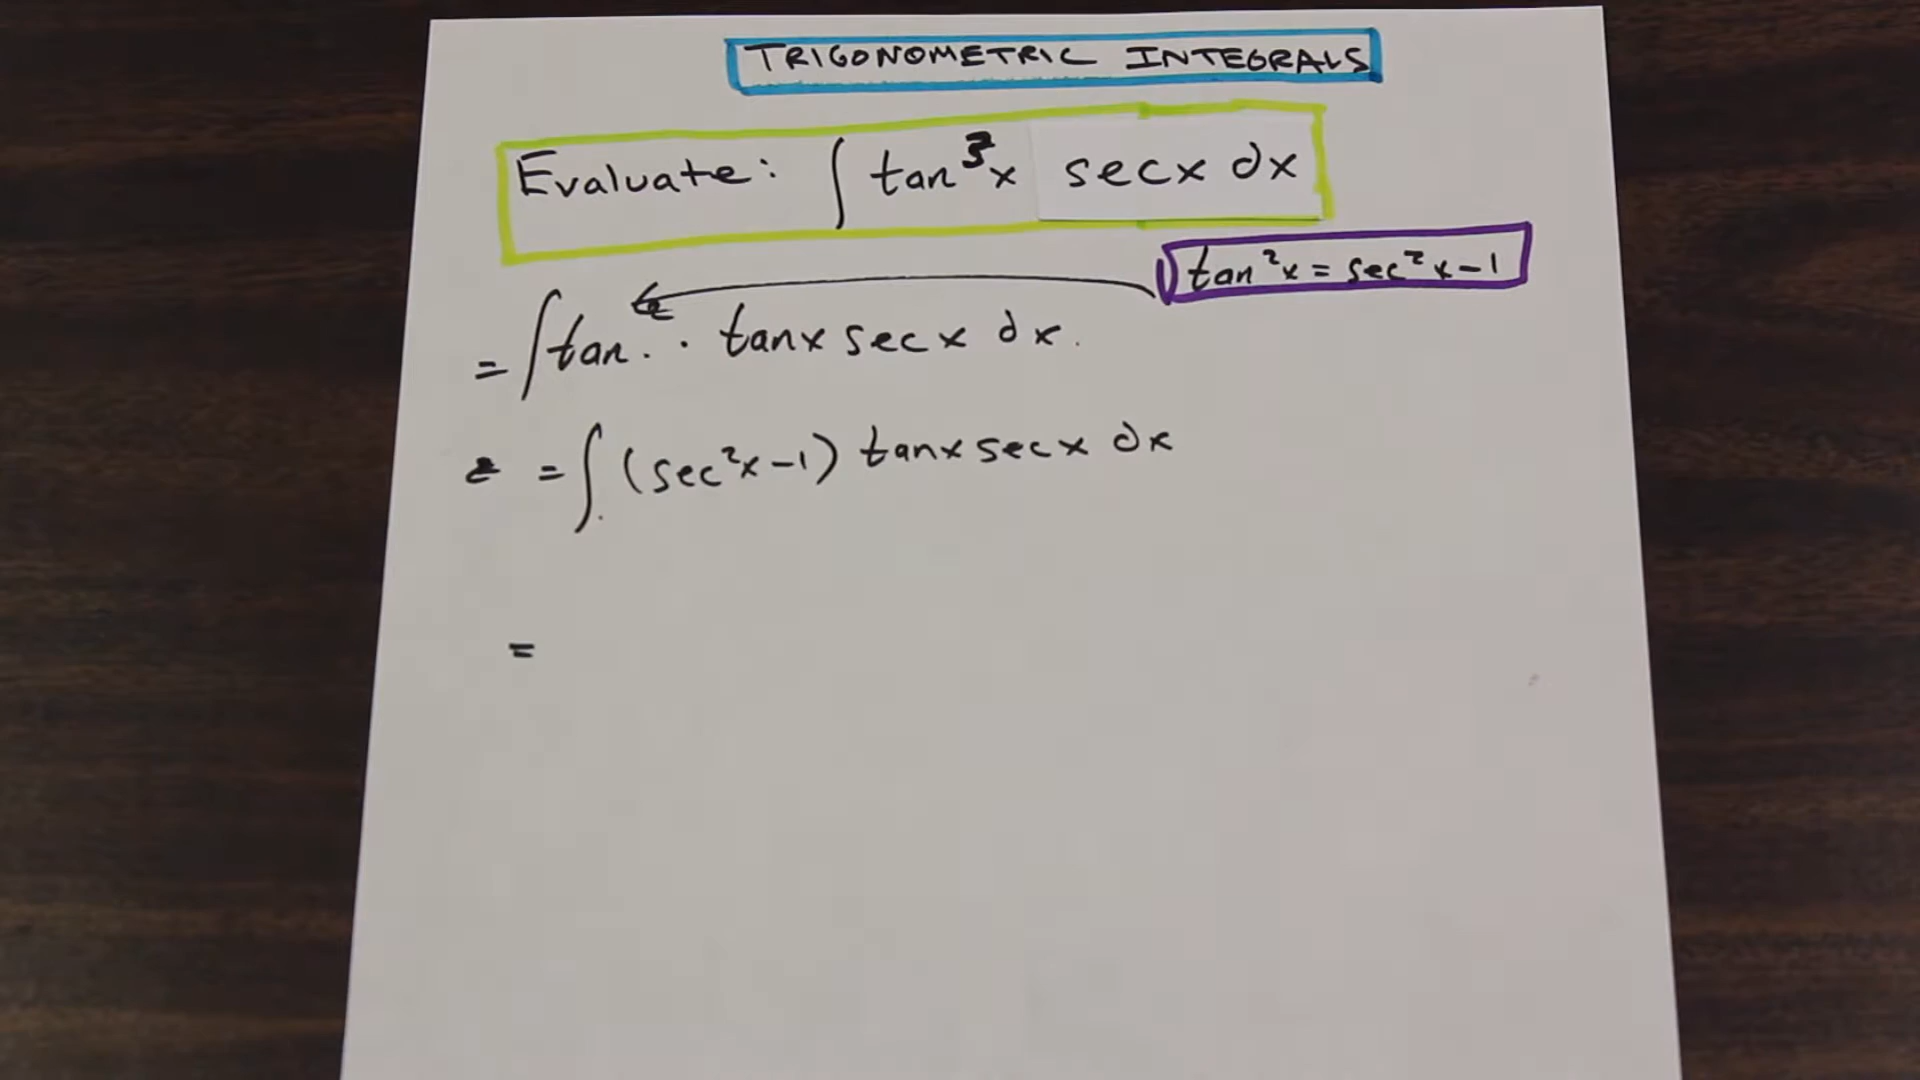 TRIGONOMETRIC INTEGRALS
Evaluate: ∫ tan³x secx dx
tan²x = sec²x-1
= ∫tan · tanx secx dx
= ∫(sec²x-1) tanx secx dx
=